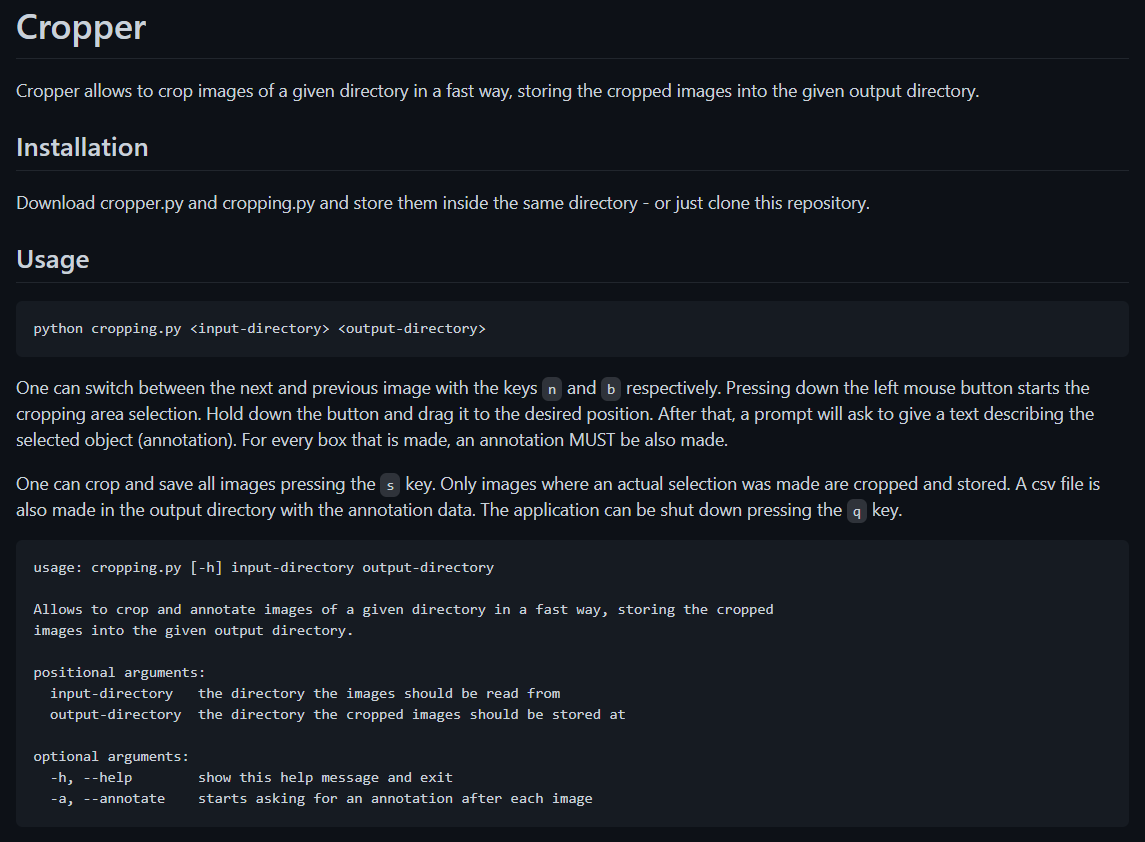 Cropper
Cropper allows to crop images of a given directory in a fast way, storing the cropped images into the given output directory.
Installation
Download cropper.py and cropping.py and store them inside the same directory - or just clone this repository.
Usage
python cropping.py <input-directory> <output-directory>
One can switch between the next and previous image with the keys n and b respectively. Pressing down the left mouse button starts the
cropping area selection. Hold down the button and drag it to the desired position. After that, a prompt will ask to give a text describing the
selected object (annotation). For every box that is made, an annotation MUST be also made.
One can crop and save all images pressing the s key. Only images where an actual selection was made are cropped and stored. A csv file is
also made in the output directory with the annotation data. The application can be shut down pressing the q key.
usage: cropping.py [-h] input-directory output-directory
Allows to crop and annotate images of a given directory in a fast way, storing the cropped
images into the given output directory.
positional arguments:
  input-directory   the directory the images should be read from
  output-directory  the directory the cropped images should be stored at
optional arguments:
  -h, --help        show this help message and exit
  -a, --annotate    starts asking for an annotation after each image